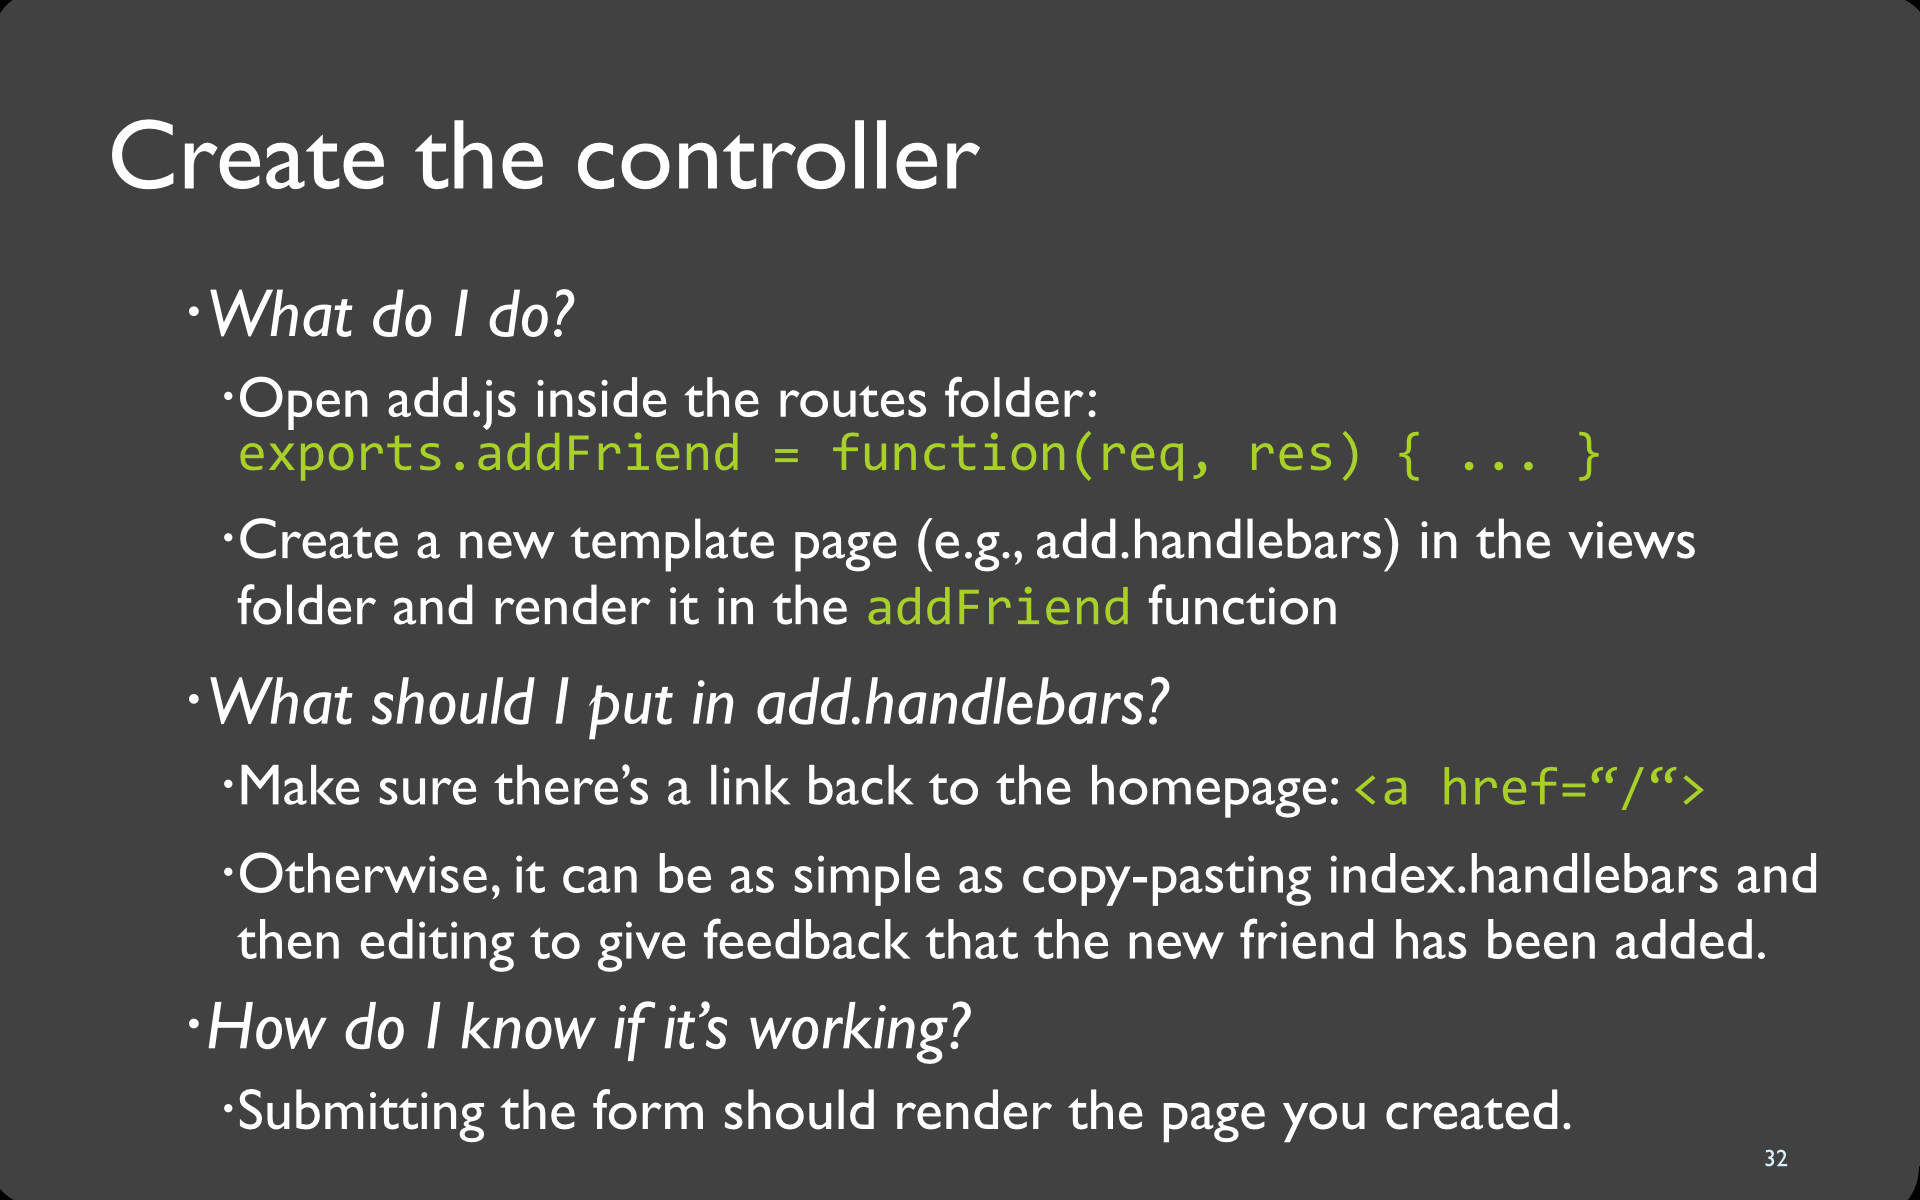 Create the controller
·What do I do?
·Open add.js inside the routes folder:
exports.addFriend = function(req, res) { ... }
·Create a new template page (e.g., add.handlebars) in the views
folder and render it in the addFriend function
·What should I put in add.handlebars?
·Make sure there’s a link back to the homepage: <a href=“/“>
·Otherwise, it can be as simple as copy-pasting index.handlebars and
then editing to give feedback that the new friend has been added.
·How do I know if it’s working?
·Submitting the form should render the page you created.
32